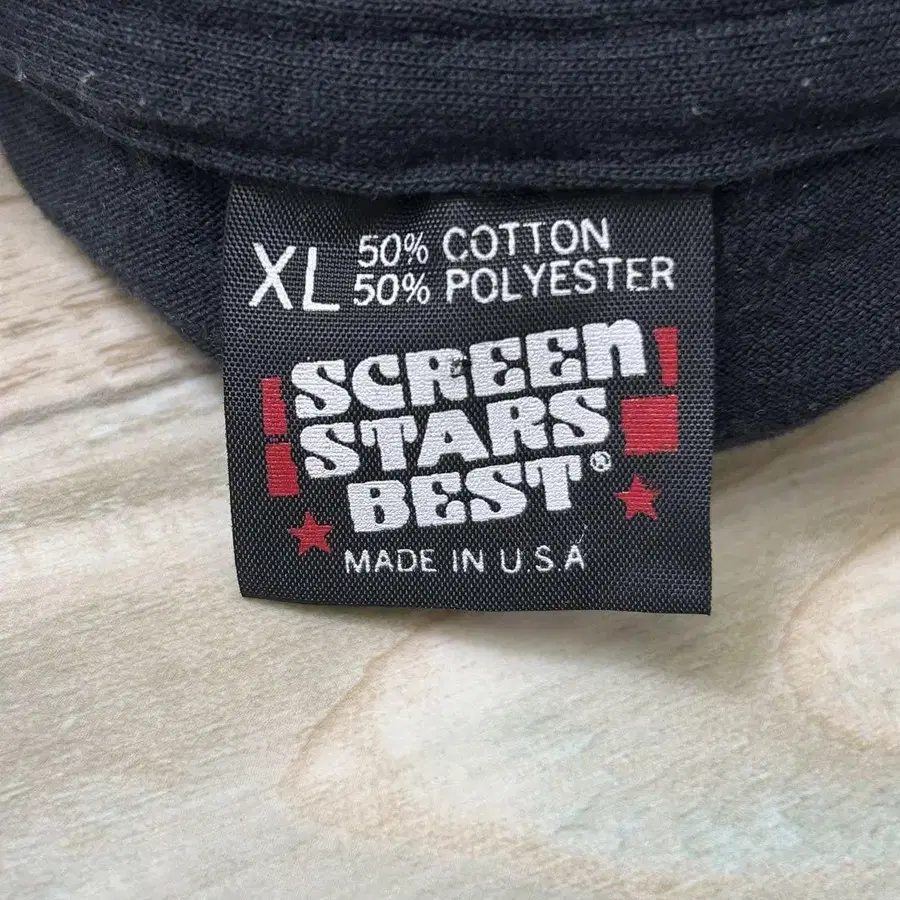 XL
50% COTTON
50% POLYESTER
SCREEN
STARS
BEST®
MADE IN U.S.A